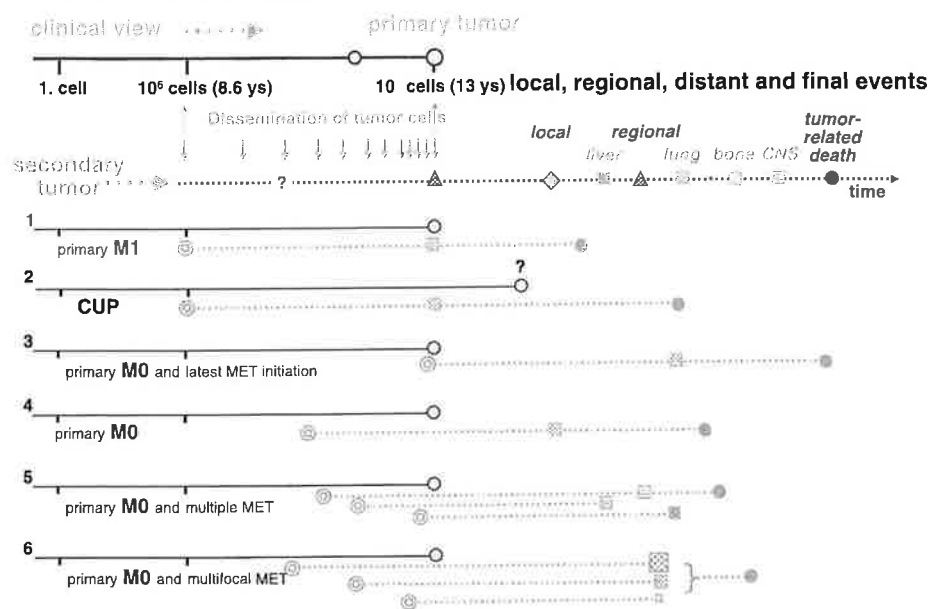 clinical view
primary tumor
1. cell
10⁶ cells (8.6 ys)
10 cells (13 ys)
local, regional, distant and final events
Dissemination of tumor cells
local
regional
tumor-related death
liver
lung
bone
CNS
secondary tumor
?
time
1
primary M1
2
?
CUP
3
primary M0 and latest MET initiation
4
primary M0
5
primary M0 and multiple MET
6
primary M0 and multifocal MET